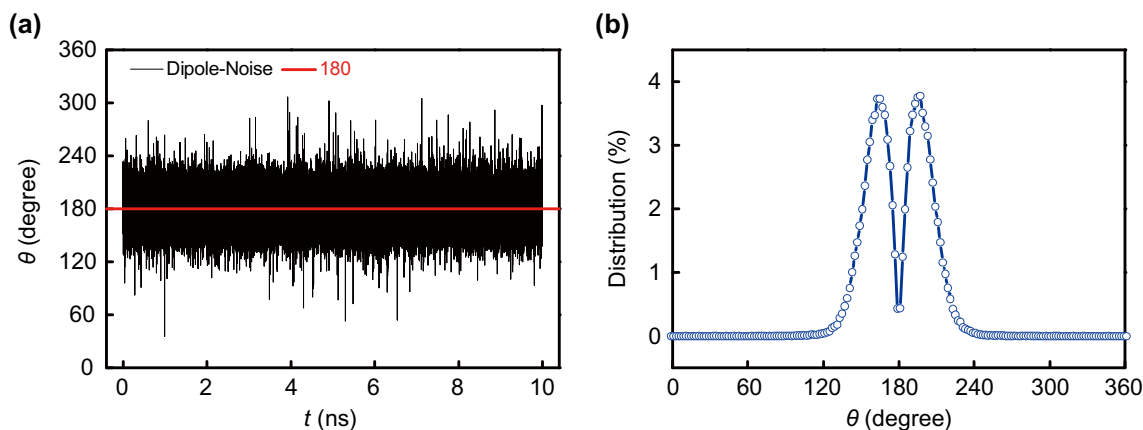 (a)
360
300
240
180
120
60
0
θ (degree)
Dipole-Noise 180
0 2 4 6 8 10
t (ns)
(b)
4
3
2
1
0
Distribution (%)
0 60 120 180 240 300 360
θ (degree)